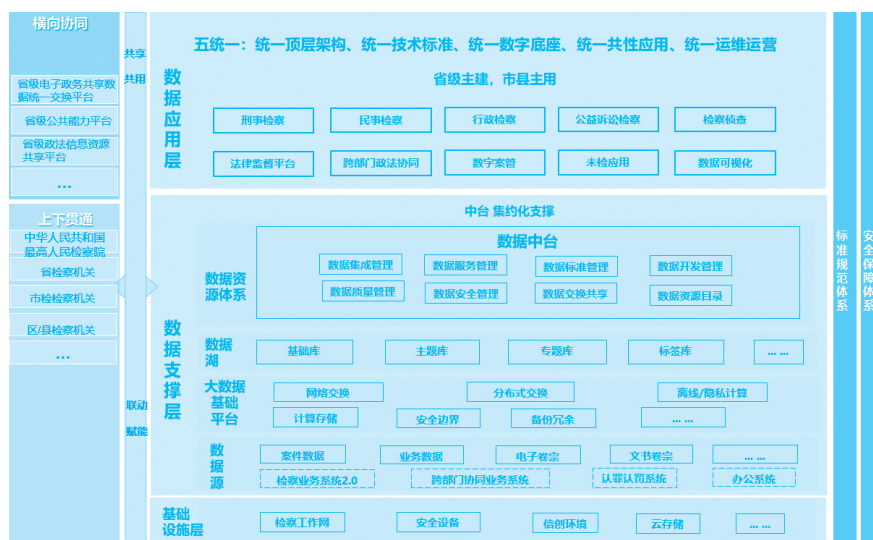 横向协同
省级电子政务共享数
据统一交换平台
省级公共能力平台
省级政法信息资源
共享平台
...
上下贯通
中华人民共和国
最高人民检察院
省检察机关
市检检察机关
区/县检察机关
...
共享
共用
联动
赋能
五统一：统一顶层架构、统一技术标准、统一数字底座、统一共性应用、统一运维运营
省级主建，市县主用
数据应用层
刑事检察
民事检察
行政检察
公益诉讼检察
检察侦查
法律监督平台
跨部门政法协同
数字案管
未检应用
数据可视化
数据支撑层
中台 集约化支撑
数据资
源体系
数据中台
数据集成管理
数据服务管理
数据标准管理
数据开发管理
数据质量管理
数据安全管理
数据交换共享
数据资源目录
数据
湖
基础库
主题库
专题库
标签库
... ...
大数据
基础
平台
网络交换
分布式交换
离线/隐私计算
计算存储
安全边界
备份冗余
... ...
数
据
源
案件数据
业务数据
电子卷宗
文书卷宗
... ...
检察业务系统2.0
跨部门协同业务系统
认罪认罚系统
办公系统
基础
设施层
检察工作网
安全设备
信创环境
云存储
... ...
标准规范体系
安全保障体系